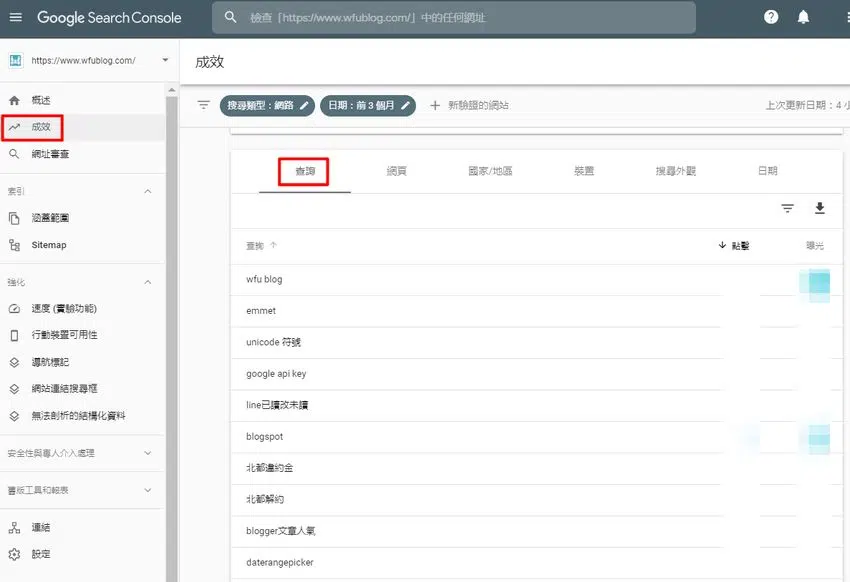 Google Search Console
檢查「https://www.wfublog.com/」中的任何網址
https://www.wfublog.com/
成效
概述
成效
網址審查
索引
涵蓋範圍
Sitemap
強化
速度 (實驗功能)
行動裝置可用性
導航標記
網站連結搜尋框
無法剖析的結構化資料
安全性與專人介入處理
舊版工具和報表
連結
設定
搜尋類型：網路
日期：前 3 個月
新驗證的網站
上次更新日期：4 小
查詢 網頁 國家/地區 裝置 搜尋外觀 日期
查詢 點擊 曝光
wfu blog
emmet
unicode 符號
google api key
line已讀改未讀
blogspot
北都違約金
北都解約
blogger文章人氣
daterangepicker